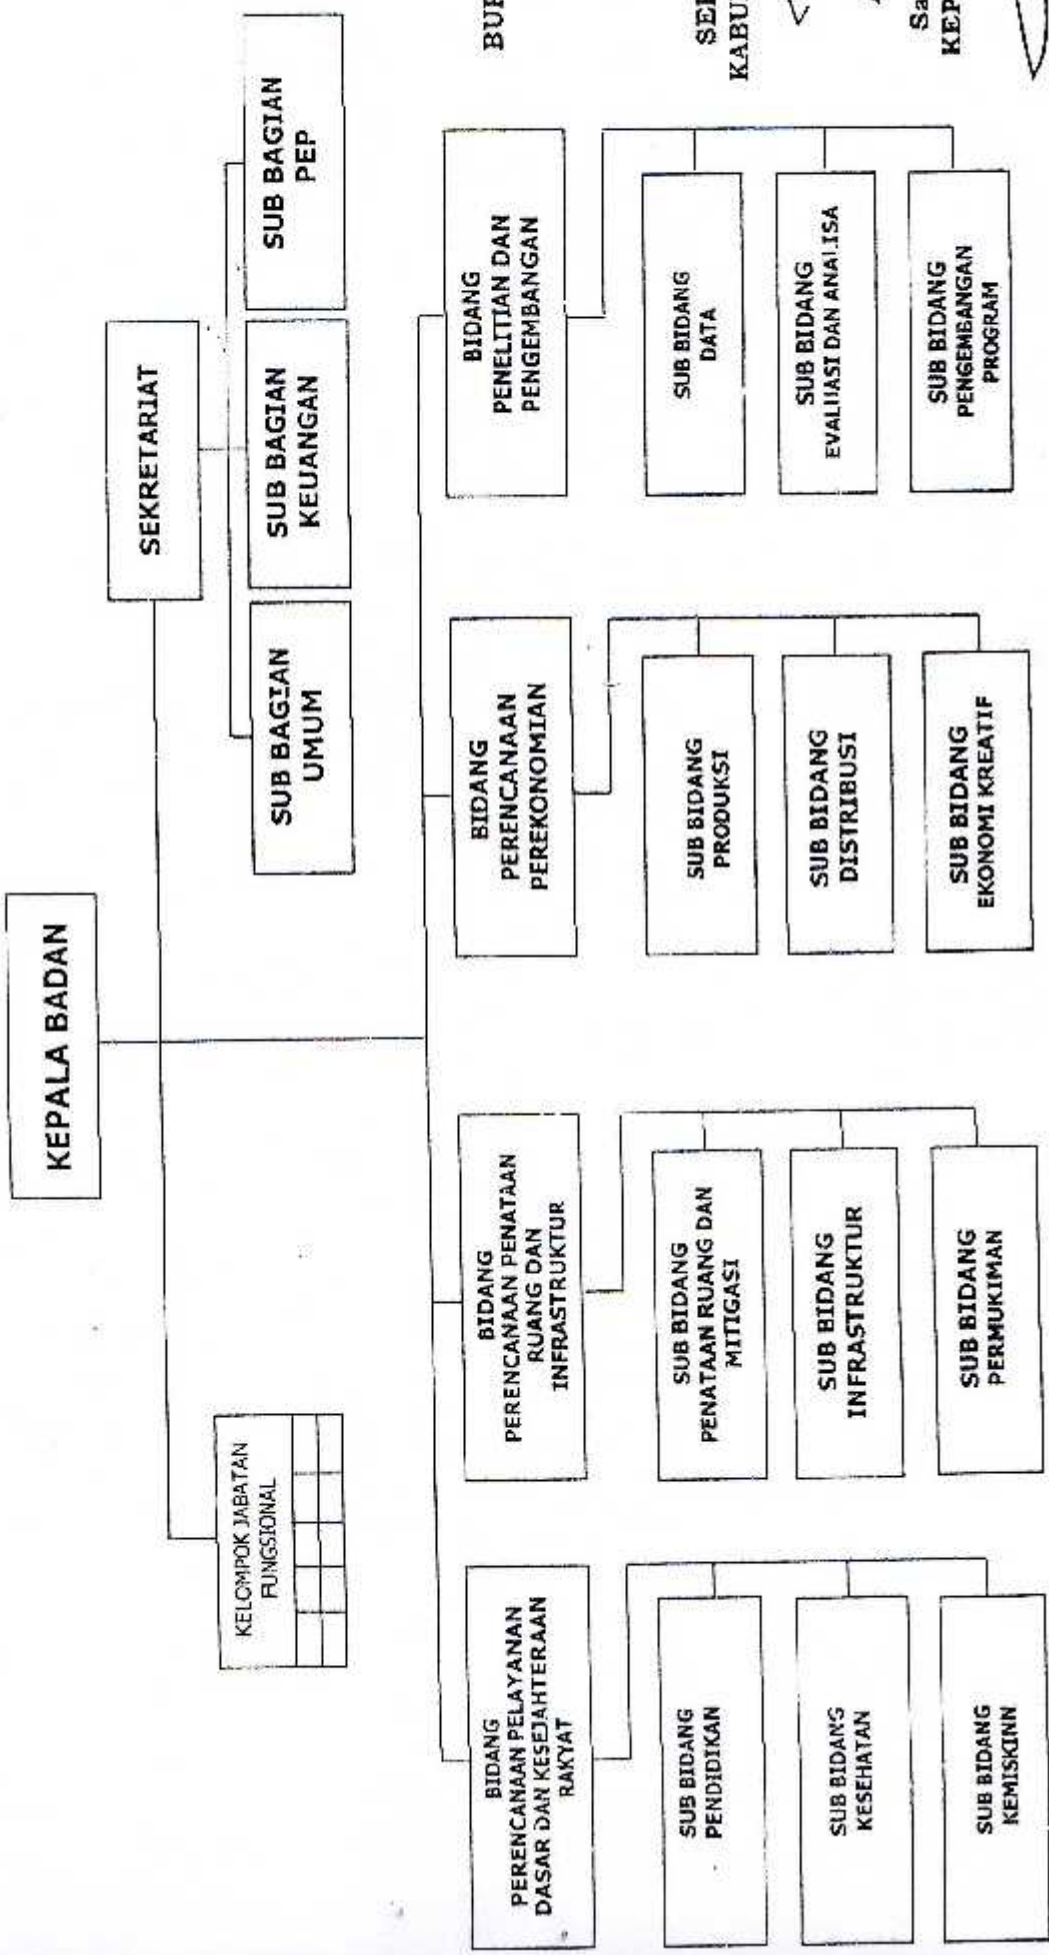 KEPALA BADAN
SEKRETARIAT
KELOMPOK JABATAN
FUNGSIONAL
SUB BAGIAN
UMUM
SUB BAGIAN
KEUANGAN
SUB BAGIAN
PEP
BIDANG
PERENCANAAN PELAYANAN
DASAR DAN KESEJAHTERAAN
RAKYAT
BIDANG
PERENCANAAN PENATAAN
RUANG DAN
INFRASTRUKTUR
BIDANG
PERENCANAAN
PEREKONOMIAN
BIDANG
PENELITIAN DAN
PENGEMBANGAN
SUB BIDANG
PENDIDIKAN
SUB BIDANG
PENATAAN RUANG DAN
MITIGASI
SUB BIDANG
PRODUKSI
SUB BIDANG
DATA
SUB BIDANG
KESEHATAN
SUB BIDANG
INFRASTRUKTUR
SUB BIDANG
DISTRIBUSI
SUB BIDANG
EVALUASI DAN ANALISA
SUB BIDANG
KEMISKINN
SUB BIDANG
PERMUKIMAN
SUB BIDANG
EKONOMI KREATIF
SUB BIDANG
PENGEMBANGAN
PROGRAM